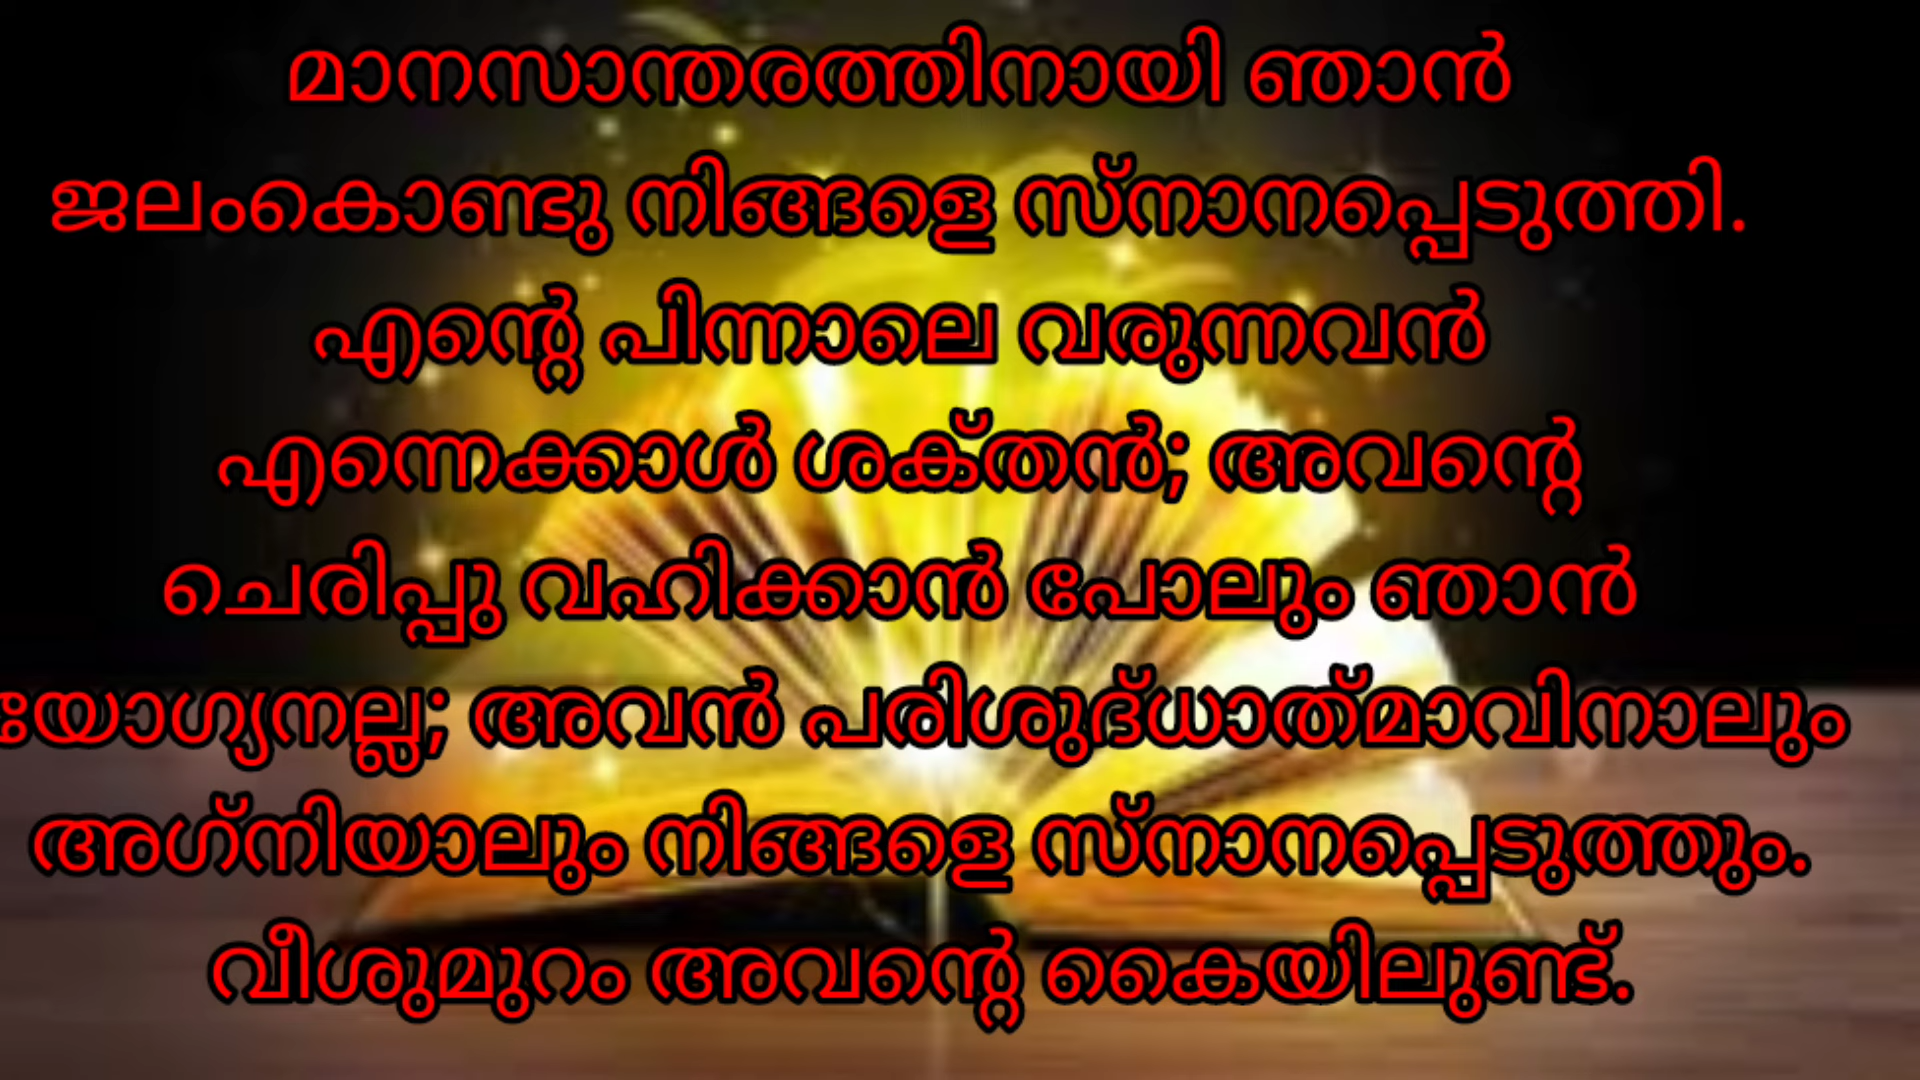 മാനസാന്തരത്തിനായി ഞാൻ
ജലംകൊണ്ടു നിങ്ങളെ സ്നാനപ്പെടുത്തി.
എന്റെ പിന്നാലെ വരുന്നവൻ
എന്നെക്കാൾ ശക്‌തൻ; അവന്റെ
ചെരിപ്പു വഹിക്കാൻ പോലും ഞാൻ
യോഗ്യനല്ല; അവൻ പരിശുദ്‌ധാത്‌മാവിനാലും
അഗ്‌നിയാലും നിങ്ങളെ സ്നാനപ്പെടുത്തും.
വീശുമുറം അവന്റെ കൈയിലുണ്ട്.